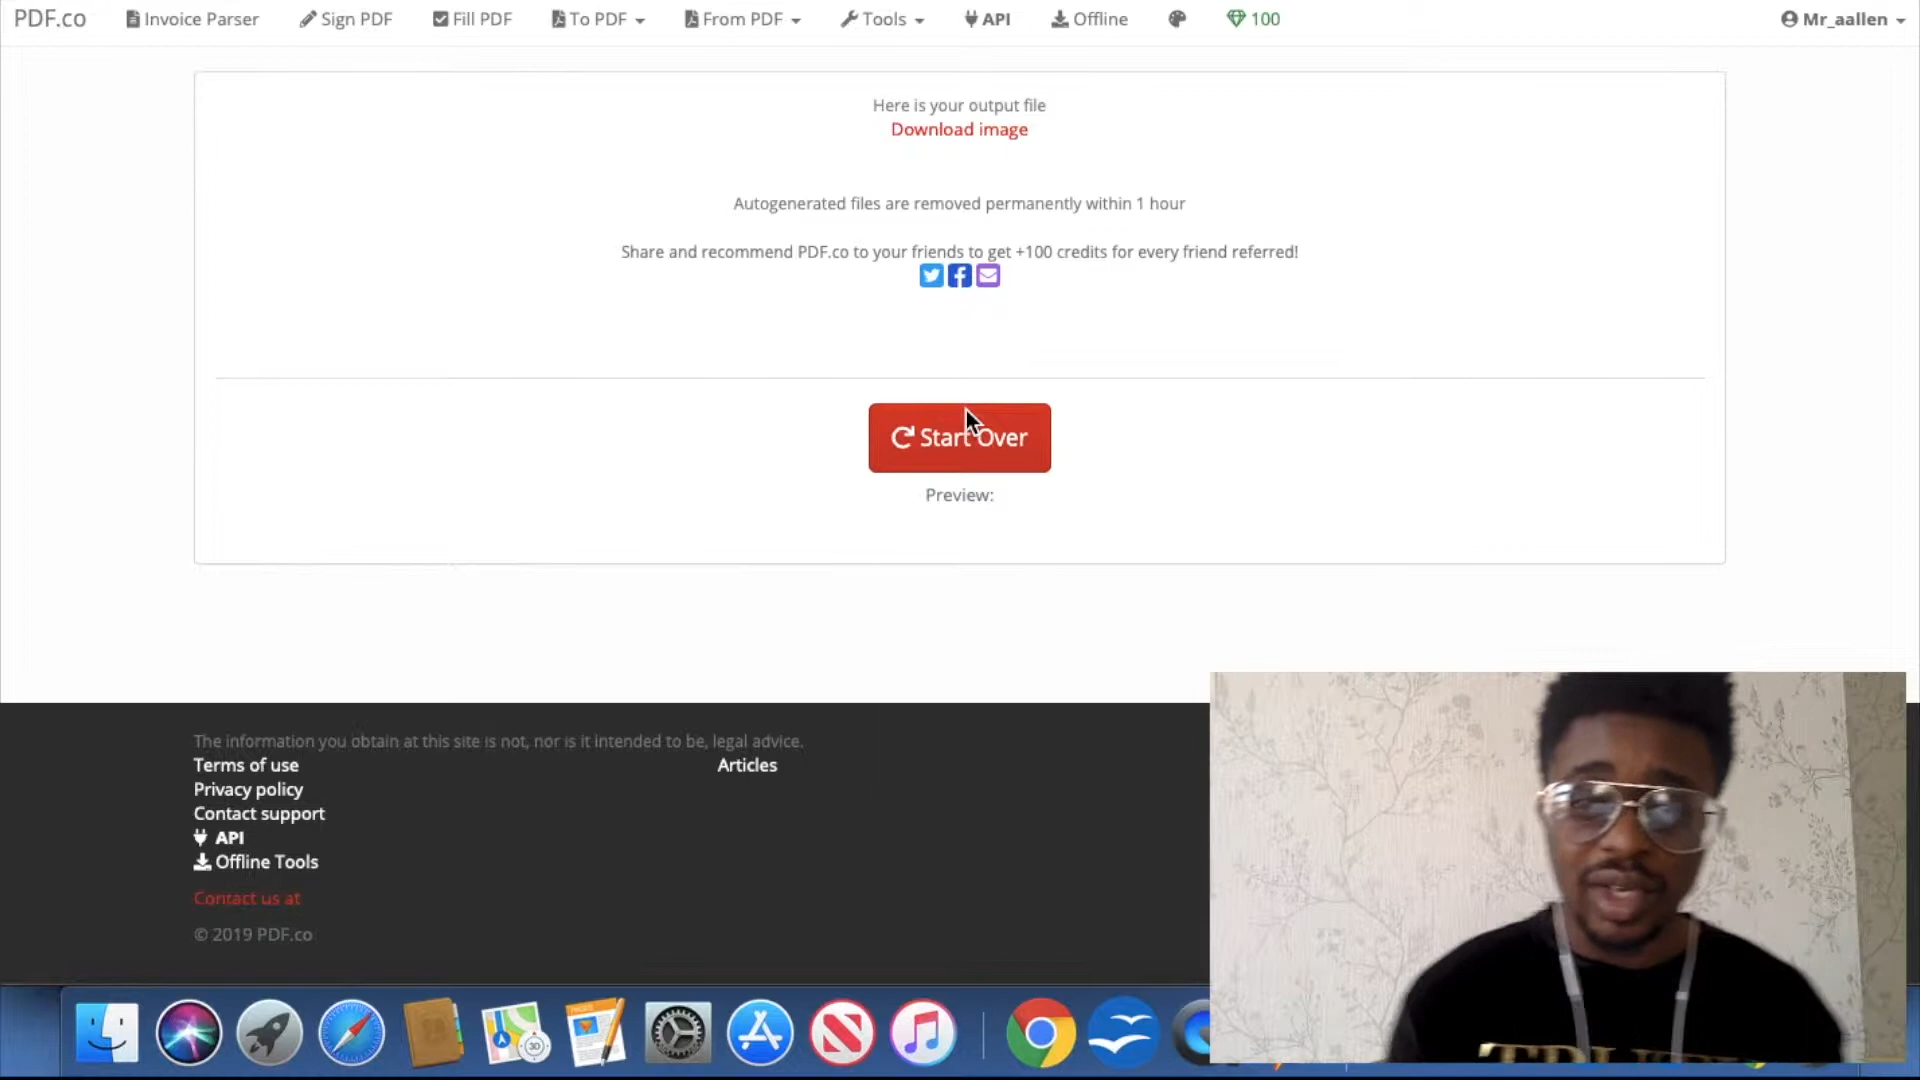 PDF.co Invoice Parser Sign PDF Fill PDF To PDF From PDF Tools API Offline 100 Mr_aallen
Here is your output file
Download image
Autogenerated files are removed permanently within 1 hour
Share and recommend PDF.co to your friends to get +100 credits for every friend referred!
Start Over
Preview:
The information you obtain at this site is not, nor is it intended to be, legal advice.
Terms of use
Articles
Privacy policy
Contact support
API
Offline Tools
Contact us at
© 2019 PDF.co
3D